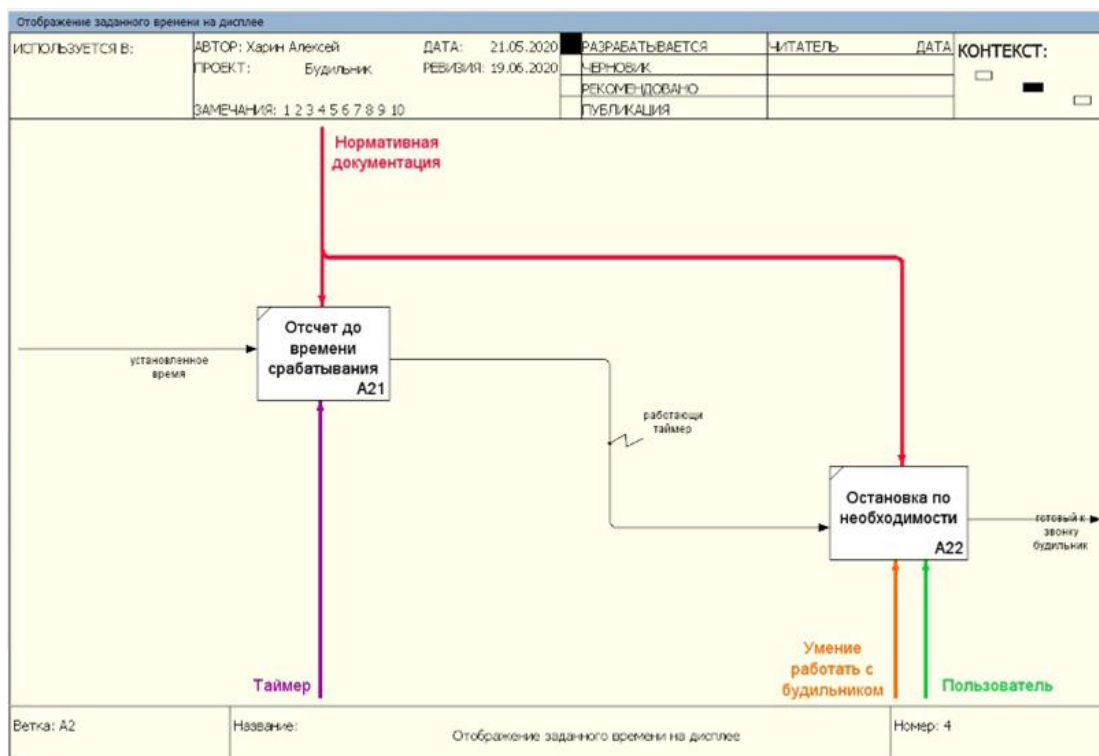 Отображение заданного времени на дисплее
ИСПОЛЬЗУЕТСЯ В:
АВТОР: Харин Алексей
ДАТА: 21.05.2020
ПРОЕКТ: Будильник
РЕВИЗИЯ: 19.06.2020
ЗАМЕЧАНИЯ: 1 2 3 4 5 6 7 8 9 10
РАЗРАБАТЫВАЕТСЯ
ЧЕРНОВИК
РЕКОМЕНДОВАНО
ПУБЛИКАЦИЯ
ЧИТАТЕЛЬ
ДАТА
КОНТЕКСТ:
Нормативная
документация
Отсчет до
времени
срабатывания
A21
установленное
время
работающи
таймер
Остановка по
необходимости
A22
готовый к
звонку
будильник
Таймер
Умение
работать с
будильником
Пользователь
Ветка: A2
Название:
Отображение заданного времени на дисплее
Номер: 4